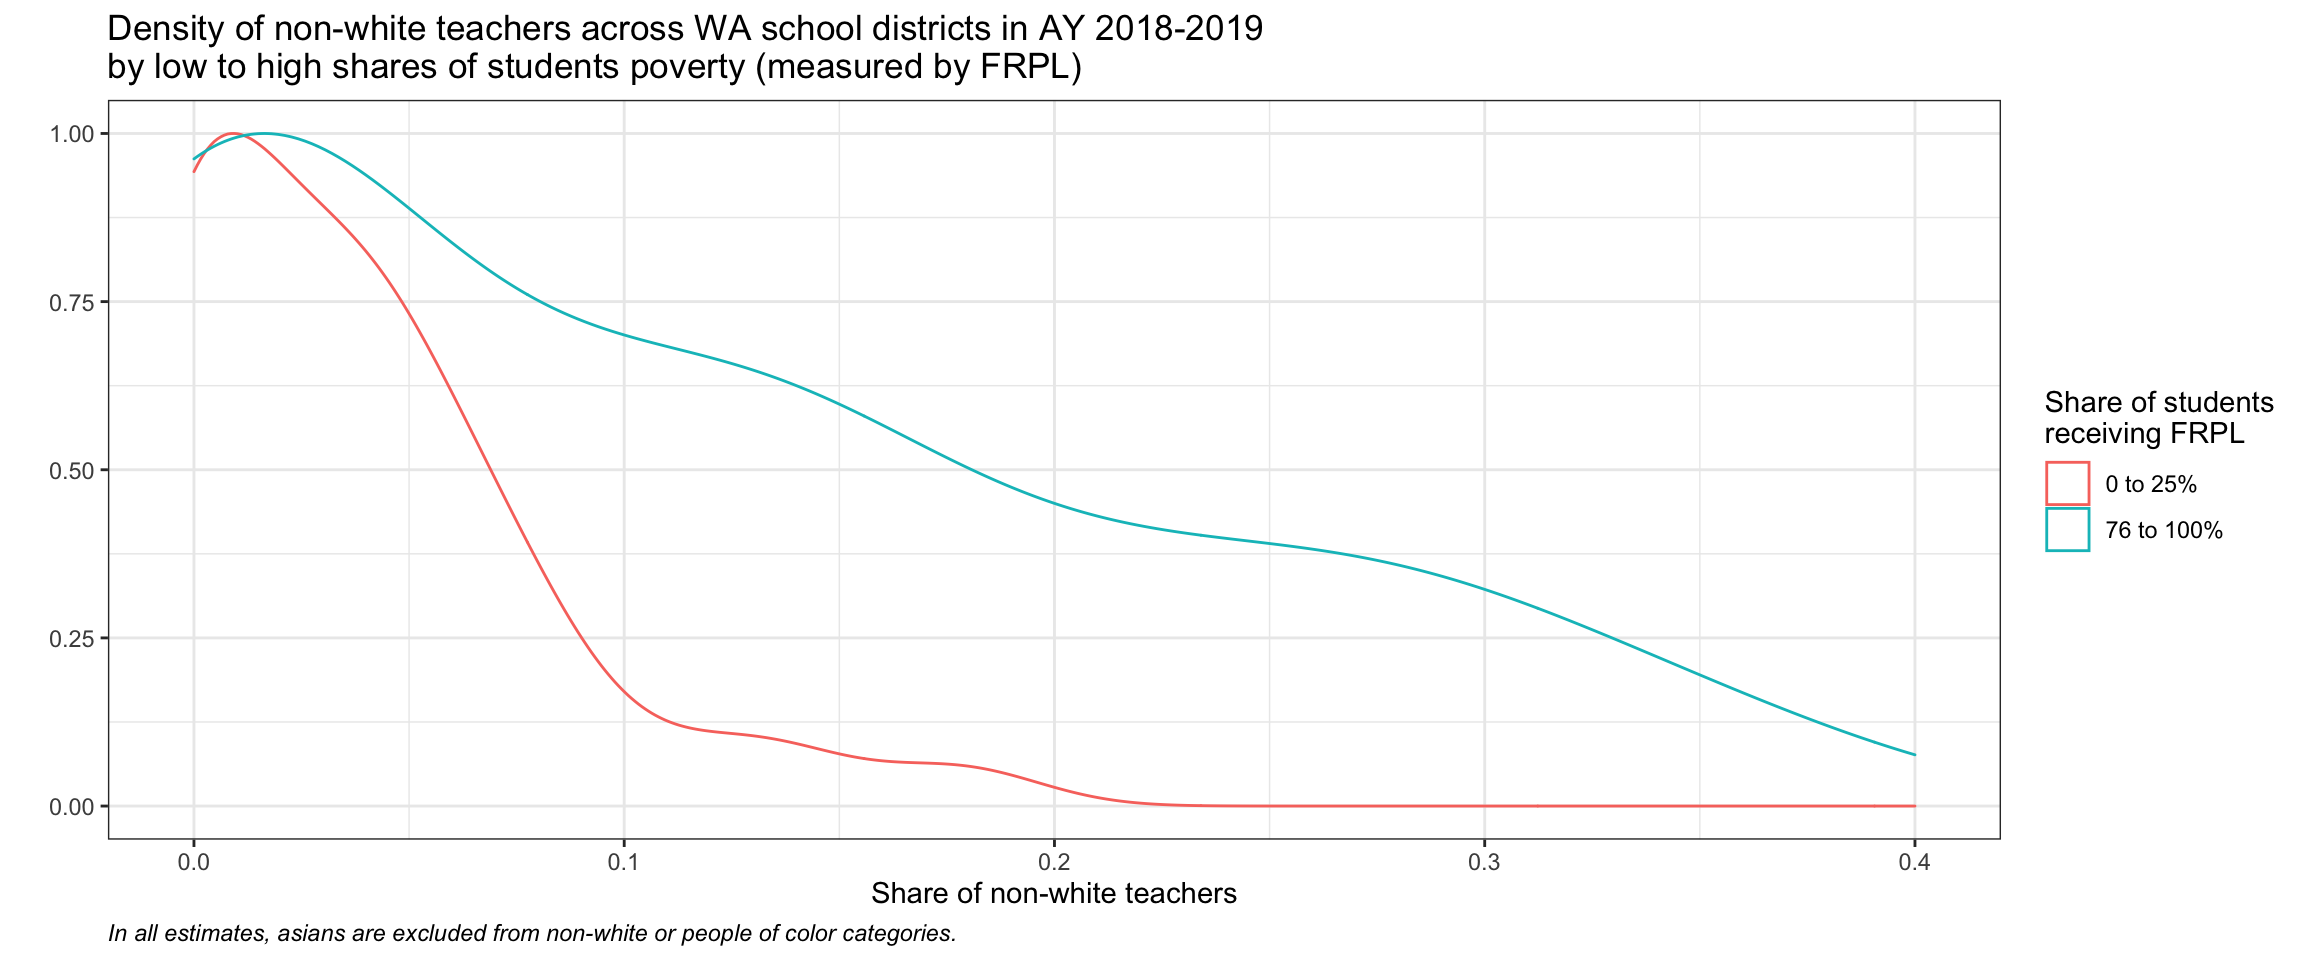 Density of non-white teachers across WA school districts in AY 2018-2019
by low to high shares of students poverty (measured by FRPL)
1.00
0.75
0.50
0.25
0.00
0.0
0.1
0.2
0.3
0.4
Share of non-white teachers
In all estimates, asians are excluded from non-white or people of color categories.
Share of students
receiving FRPL
0 to 25%
76 to 100%